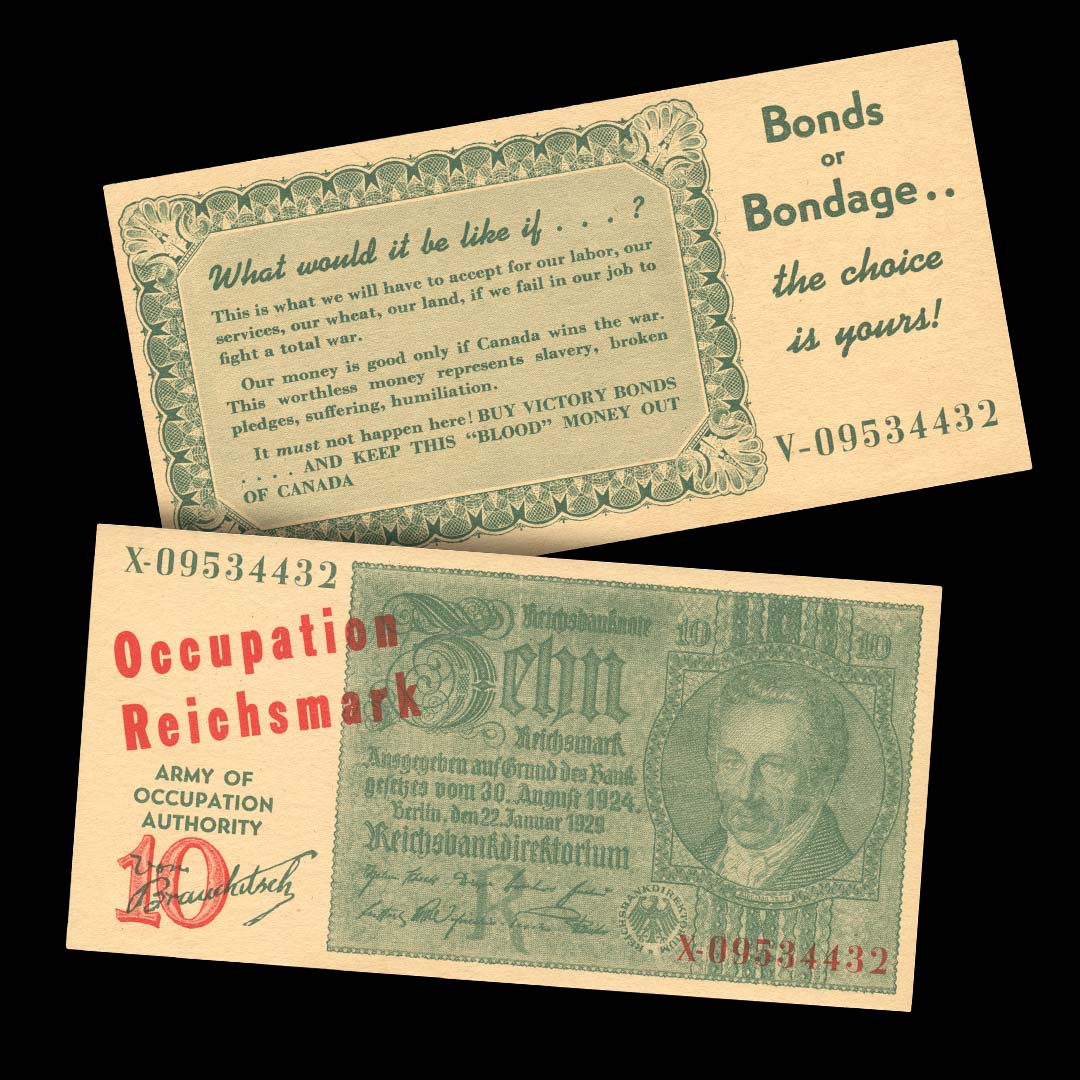 What would it be like if . . . . ?
This is what we will have to accept for our labor, our
services, our wheat, our land, if we fail in our job to
fight a total war.
Our money is good only if Canada wins the war.
This worthless money represents slavery, broken
pledges, suffering, humiliation.
It must not happen here! BUY VICTORY BONDS
. . . . AND KEEP THIS “BLOOD” MONEY OUT
OF CANADA
Bonds
or
Bondage..
the choice
is yours!
V-09534432
X-09534432
Occupation
Reichsmark
ARMY OF
OCCUPATION
AUTHORITY
10
von
Brauchitsch
Reichsbanknote
10
10
Zehn
Reichsmark
Ausgegeben auf Grund des Bank-
gesetzes vom 30. August 1924.
Berlin, den 22. Januar 1929
Reichsbankdirektorium
K
REICHSBANKDIREKTORIUM
X-09534432